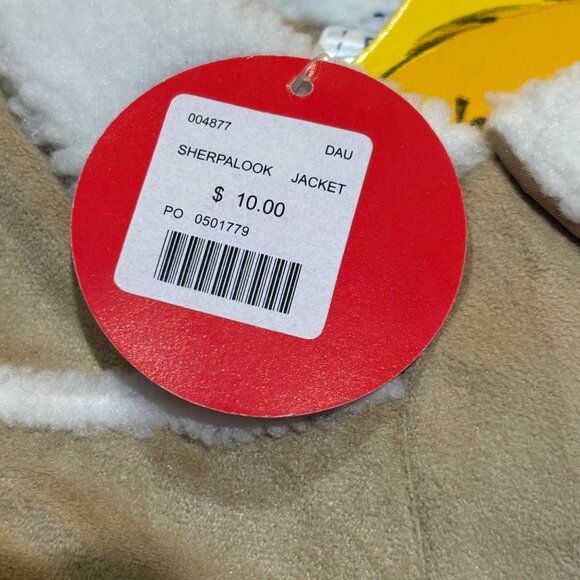 004877 DAU
SHERPALOOK JACKET
$ 10.00
PO 0501779